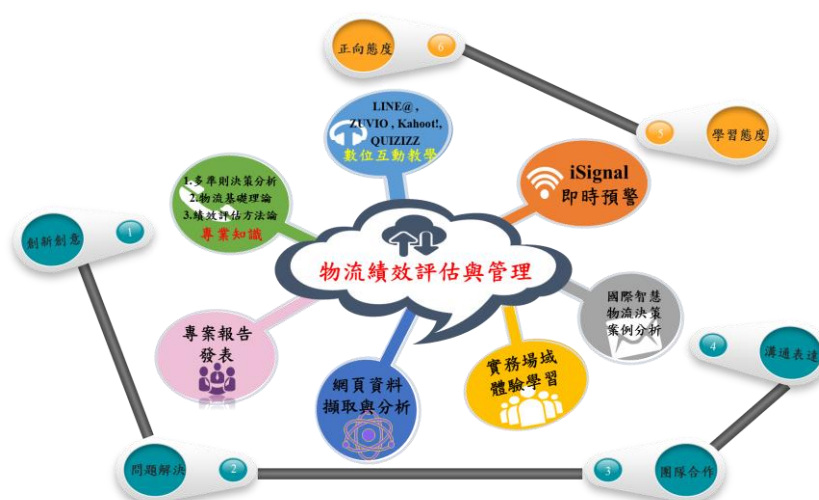 正向態度
6
5
學習態度
LINE@ ,
ZUVIO , Kahoot!,
QUIZIZZ
數位互動教學
iSignal
即時預警
1.多準則決策分析
2.物流基礎理論
3.績效評估方法論
專業知識
創新創意
1
物流績效評估與管理
國際智慧
物流決策
案例分析
專案報告
發表
網頁資料
擷取與分析
實務場域
體驗學習
4
溝通表達
問題解決
2
3
團隊合作